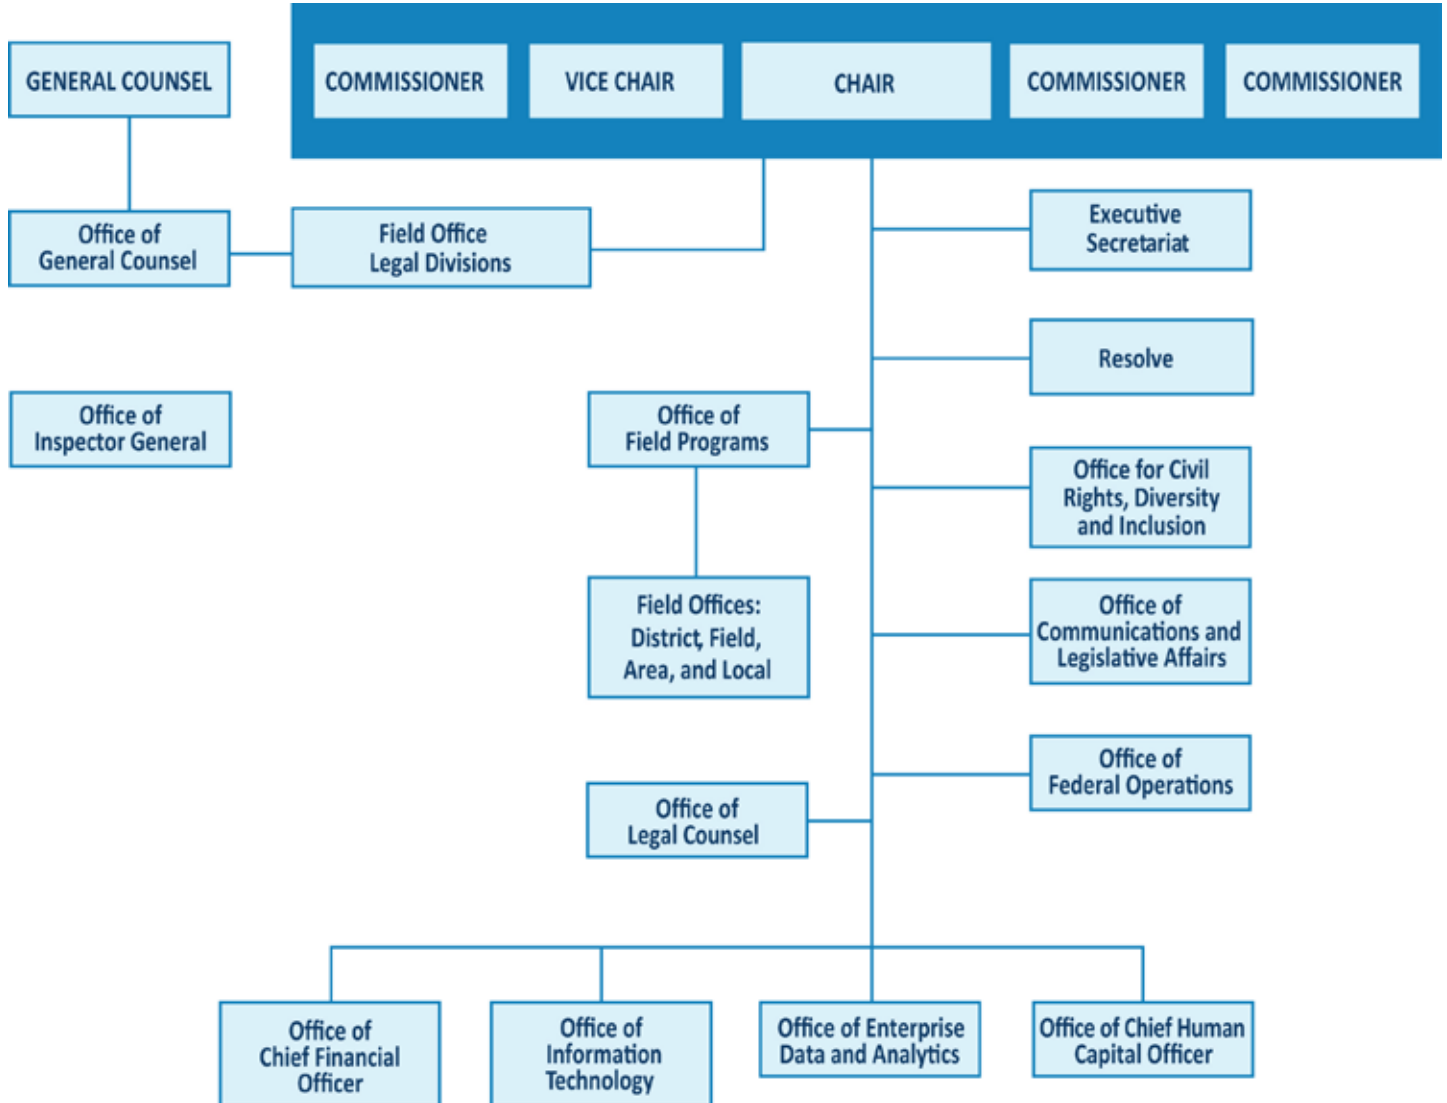 GENERAL COUNSEL
COMMISSIONER
VICE CHAIR
CHAIR
COMMISSIONER
COMMISSIONER
Office of
General Counsel
Field Office
Legal Divisions
Executive
Secretariat
Resolve
Office of
Inspector General
Office of
Field Programs
Office for Civil
Rights, Diversity
and Inclusion
Field Offices:
District, Field,
Area, and Local
Office of
Communications and
Legislative Affairs
Office of
Federal Operations
Office of
Legal Counsel
Office of
Chief Financial
Officer
Office of
Information
Technology
Office of Enterprise
Data and Analytics
Office of Chief Human
Capital Officer